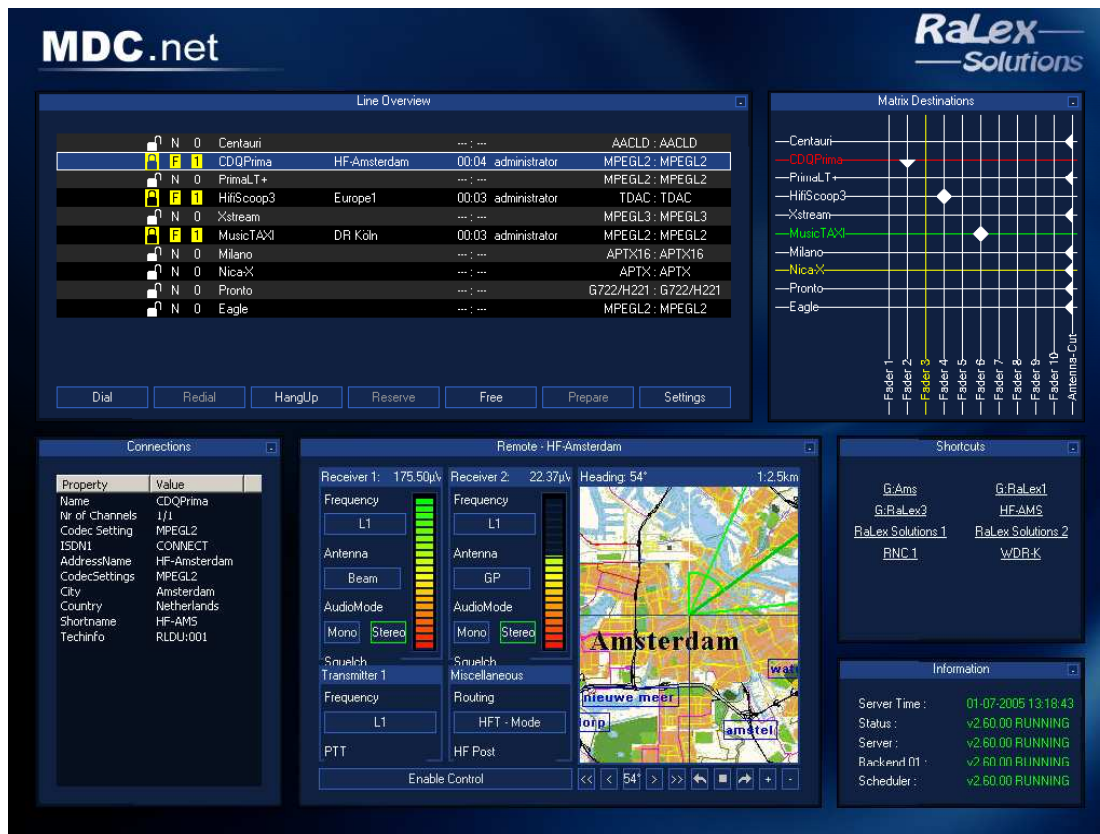 MDC.net
RaLex
Solutions
Line Overview
N 0 Centauri --- : --- AACLD : AACLD
F 1 CDQPrima HF-Amsterdam 00:04 administrator MPEGL2 : MPEGL2
N 0 PrimaLT+ --- : --- MPEGL2 : MPEGL2
F 1 HifiScoop3 Europe1 00:03 administrator TDAC : TDAC
N 0 Xstream --- : --- MPEGL3 : MPEGL3
F 1 MusicTAXI DR Köln 00:03 administrator MPEGL2 : MPEGL2
N 0 Milano --- : --- APTX16 : APTX16
N 0 Nica-X --- : --- APTX : APTX
N 0 Pronto --- : --- G722/H221 : G722/H221
N 0 Eagle --- : --- MPEGL2 : MPEGL2
Dial Redial HangUp Reserve Free Prepare Settings
Matrix Destinations
Centauri
CDQPrima
PrimaLT+
HifiScoop3
Xstream
MusicTAXI
Milano
Nica-X
Pronto
Eagle
Fader 1
Fader 2
Fader 3
Fader 4
Fader 5
Fader 6
Fader 7
Fader 8
Fader 9
Fader 10
Antenna-Cut
Connections
Property Value
Name CDQPrima
Nr of Channels 1/1
Codec Setting MPEGL2
ISDN1 CONNECT
AddressName HF-Amsterdam
CodecSettings MPEGL2
City Amsterdam
Country Netherlands
Shortname HF-AMS
Techinfo RLDU:001
Remote - HF-Amsterdam
Receiver 1: 175.50µV
Frequency
L1
Antenna
Beam
AudioMode
Mono Stereo
Squelch
Receiver 2: 22.37µV
Frequency
L1
Antenna
GP
AudioMode
Mono Stereo
Squelch
Transmitter 1
Frequency
L1
PTT
Miscellaneous
Routing
HFT - Mode
HF Post
Enable Control
Heading: 54° 1:2.5km
Amsterdam
wat
nieuwe meer
dorp
amstel
<< < 54° > >> + -
Shortcuts
G:Ams G:RaLex1
G:RaLex3 HF-AMS
RaLex Solutions 1 RaLex Solutions 2
RNC 1 WDR-K
Information
Server Time : 01-07-2005 13:18:43
Status : v2.60.00 RUNNING
Server : v2.60.00 RUNNING
Backend 01 : v2.60.00 RUNNING
Scheduler : v2.60.00 RUNNING